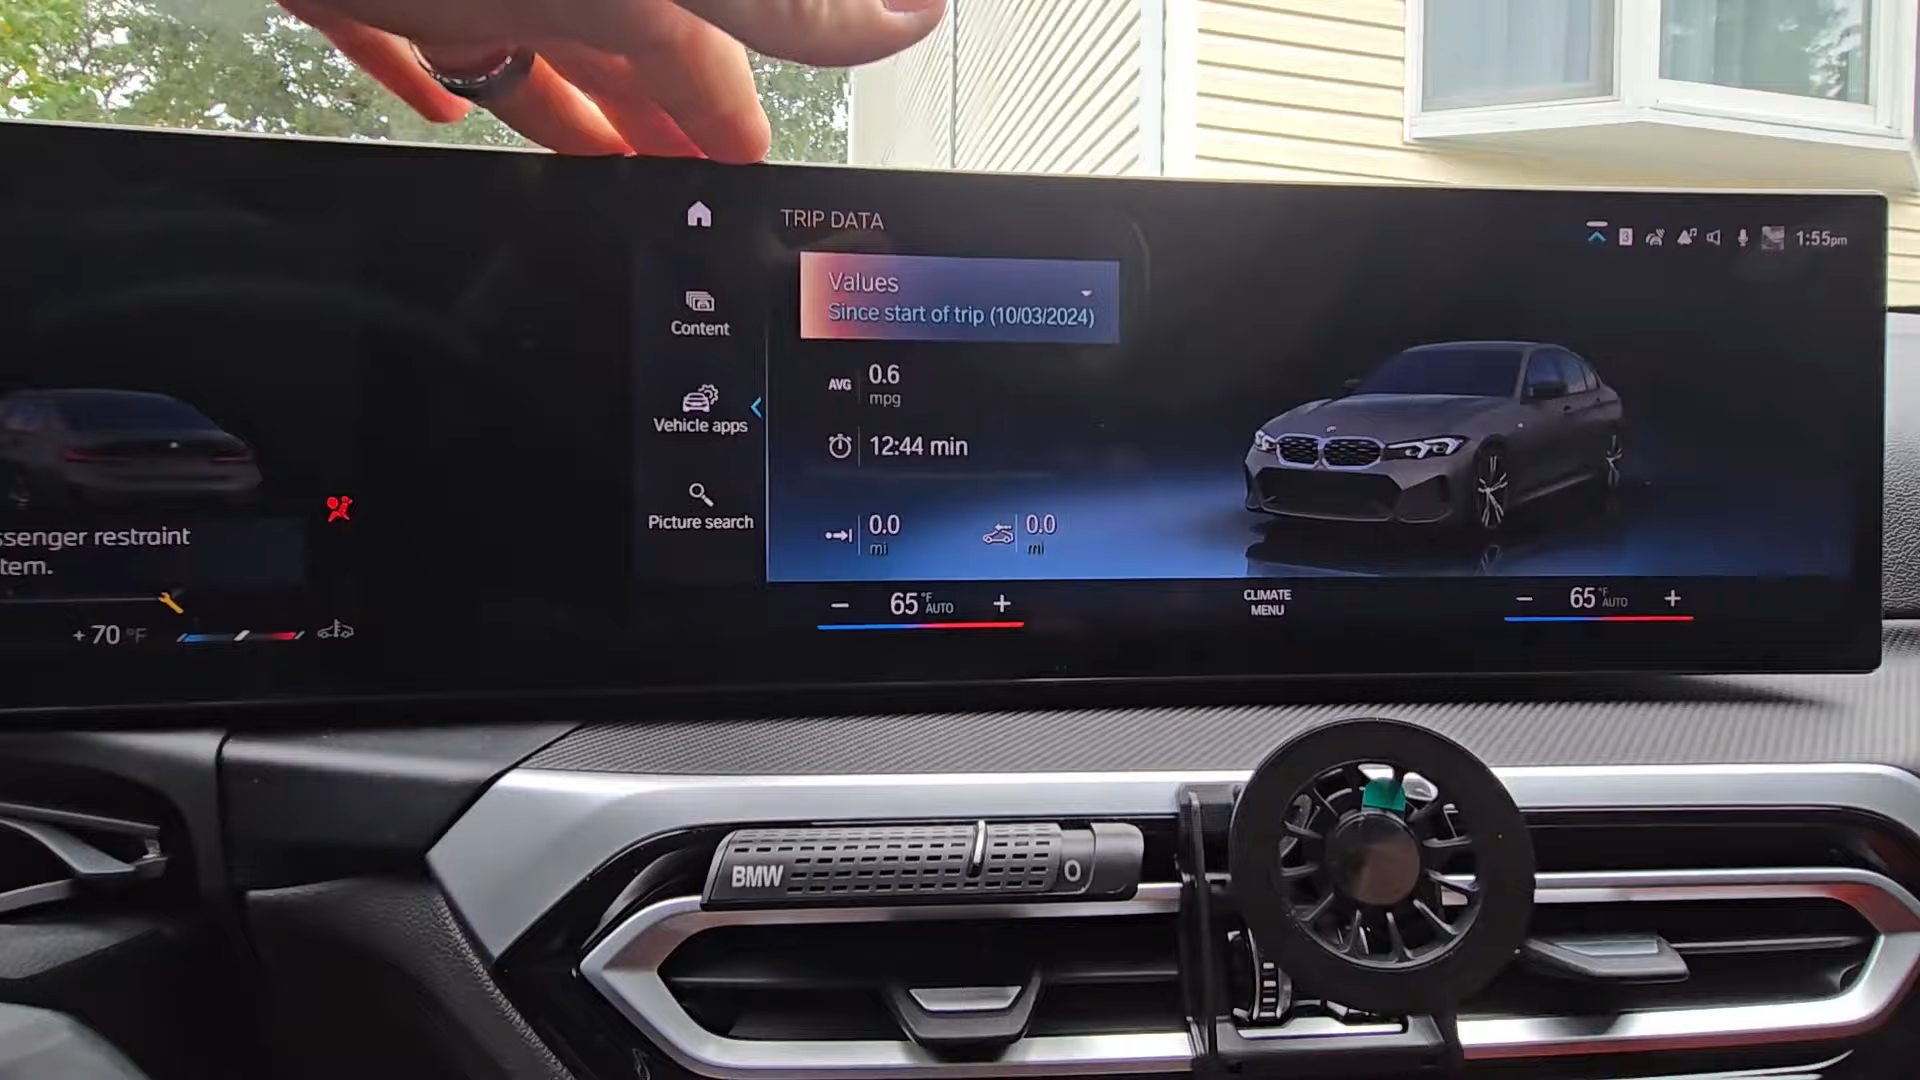 TRIP DATA
3
1:55pm
Values
Since start of trip (10/03/2024)
Content
AVG 0.6
mpg
Vehicle apps
12:44 min
Picture search
0.0
mi
0.0
mi
ssenger restraint
tem.
+ 70 °F
65 °F AUTO
CLIMATE
MENU
65 °F AUTO
BMW
O